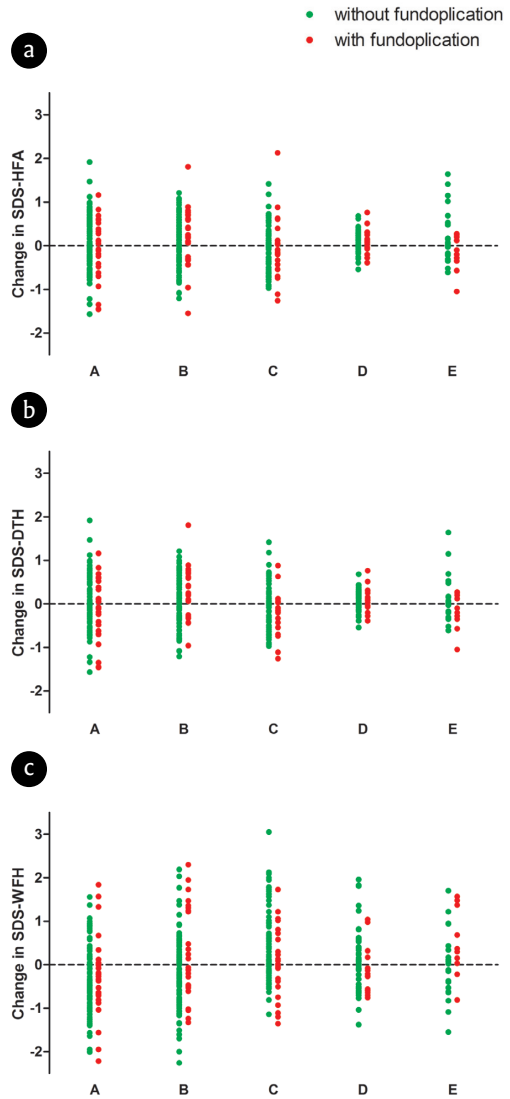 without fundoplication
with fundoplication
a
3
2
1
0
-1
-2
Change in SDS-HFA
A B C D E
b
3
2
1
0
-1
-2
Change in SDS-DTH
A B C D E
c
3
2
1
0
-1
-2
Change in SDS-WFH
A B C D E